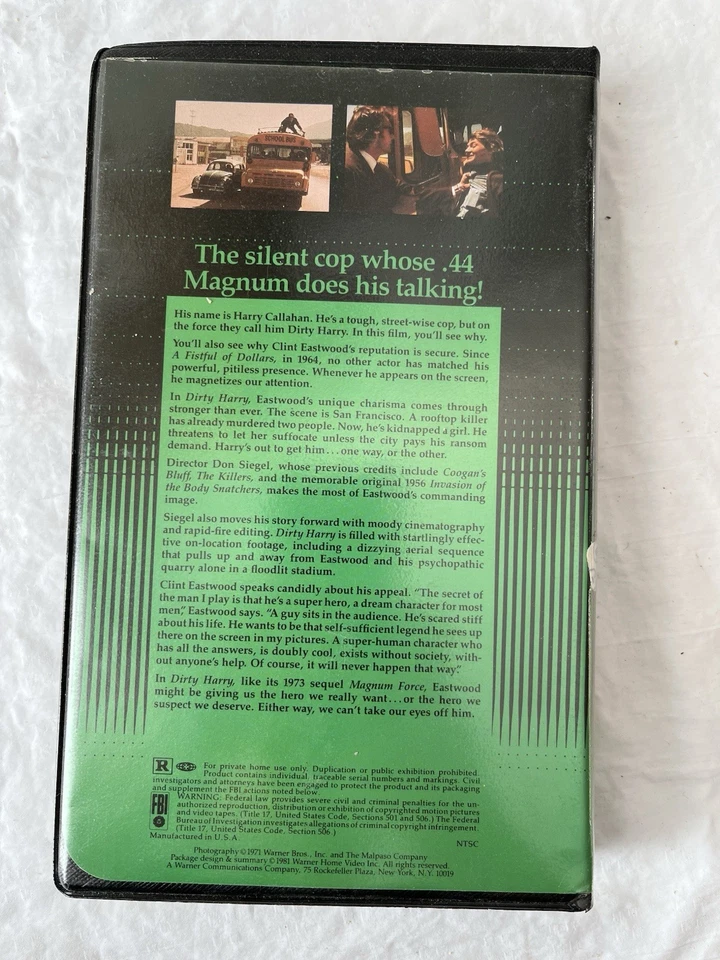 SCHOOL BUS
The silent cop whose .44
Magnum does his talking!
His name is Harry Callahan. He's a tough, street-wise cop, but on
the force they call him Dirty Harry. In this film, you'll see why.
You'll also see why Clint Eastwood's reputation is secure. Since
A Fistful of Dollars, in 1964, no other actor has matched his
powerful, pitiless presence. Whenever he appears on the screen,
he magnetizes our attention.
In Dirty Harry, Eastwood's unique charisma comes through
stronger than ever. The scene is San Francisco. A rooftop killer
has already murdered two people. Now, he's kidnapped a girl. He
threatens to let her suffocate unless the city pays his ransom
demand. Harry's out to get him...one way, or the other.
Director Don Siegel, whose previous credits include Coogan's
Bluff, The Killers, and the memorable original 1956 Invasion of
the Body Snatchers, makes the most of Eastwood's commanding
image.
Siegel also moves his story forward with moody cinematography
and rapid-fire editing. Dirty Harry is filled with startlingly effec-
tive on-location footage, including a dizzying aerial sequence
that pulls up and away from Eastwood and his psychopathic
quarry alone in a floodlit stadium.
Clint Eastwood speaks candidly about his appeal. "The secret of
the man I play is that he's a super hero, a dream character for most
men," Eastwood says. "A guy sits in the audience. He's scared stiff
about his life. He wants to be that self-sufficient legend he sees up
there on the screen in my pictures. A super-human character who
has all the answers, is doubly cool, exists without society, with-
out anyone's help. Of course, it will never happen that way."
In Dirty Harry, like its 1973 sequel Magnum Force, Eastwood
might be giving us the hero we really want...or the hero we
suspect we deserve. Either way, we can't take our eyes off him.
R
For private home use only. Duplication or public exhibition prohibited.
Product contains individual, traceable serial numbers and markings. Civil
investigators and attorneys have been engaged to protect the product and its packaging
and supplement the FBI actions noted below.
FBI
WARNING: Federal law provides severe civil and criminal penalties for the un-
authorized reproduction, distribution or exhibition of copyrighted motion pictures
and video tapes. (Title 17, United States Code, Sections 501 and 506.) The Federal
Bureau of Investigation investigates allegations of criminal copyright infringement.
(Title 17, United States Code, Section 506.)
Manufactured in U.S.A.
NTSC
Photography ©1971 Warner Bros., Inc. and The Malpaso Company
Package design & summary ©1981 Warner Home Video Inc. All rights reserved.
A Warner Communications Company, 75 Rockefeller Plaza, New York, N.Y. 10019